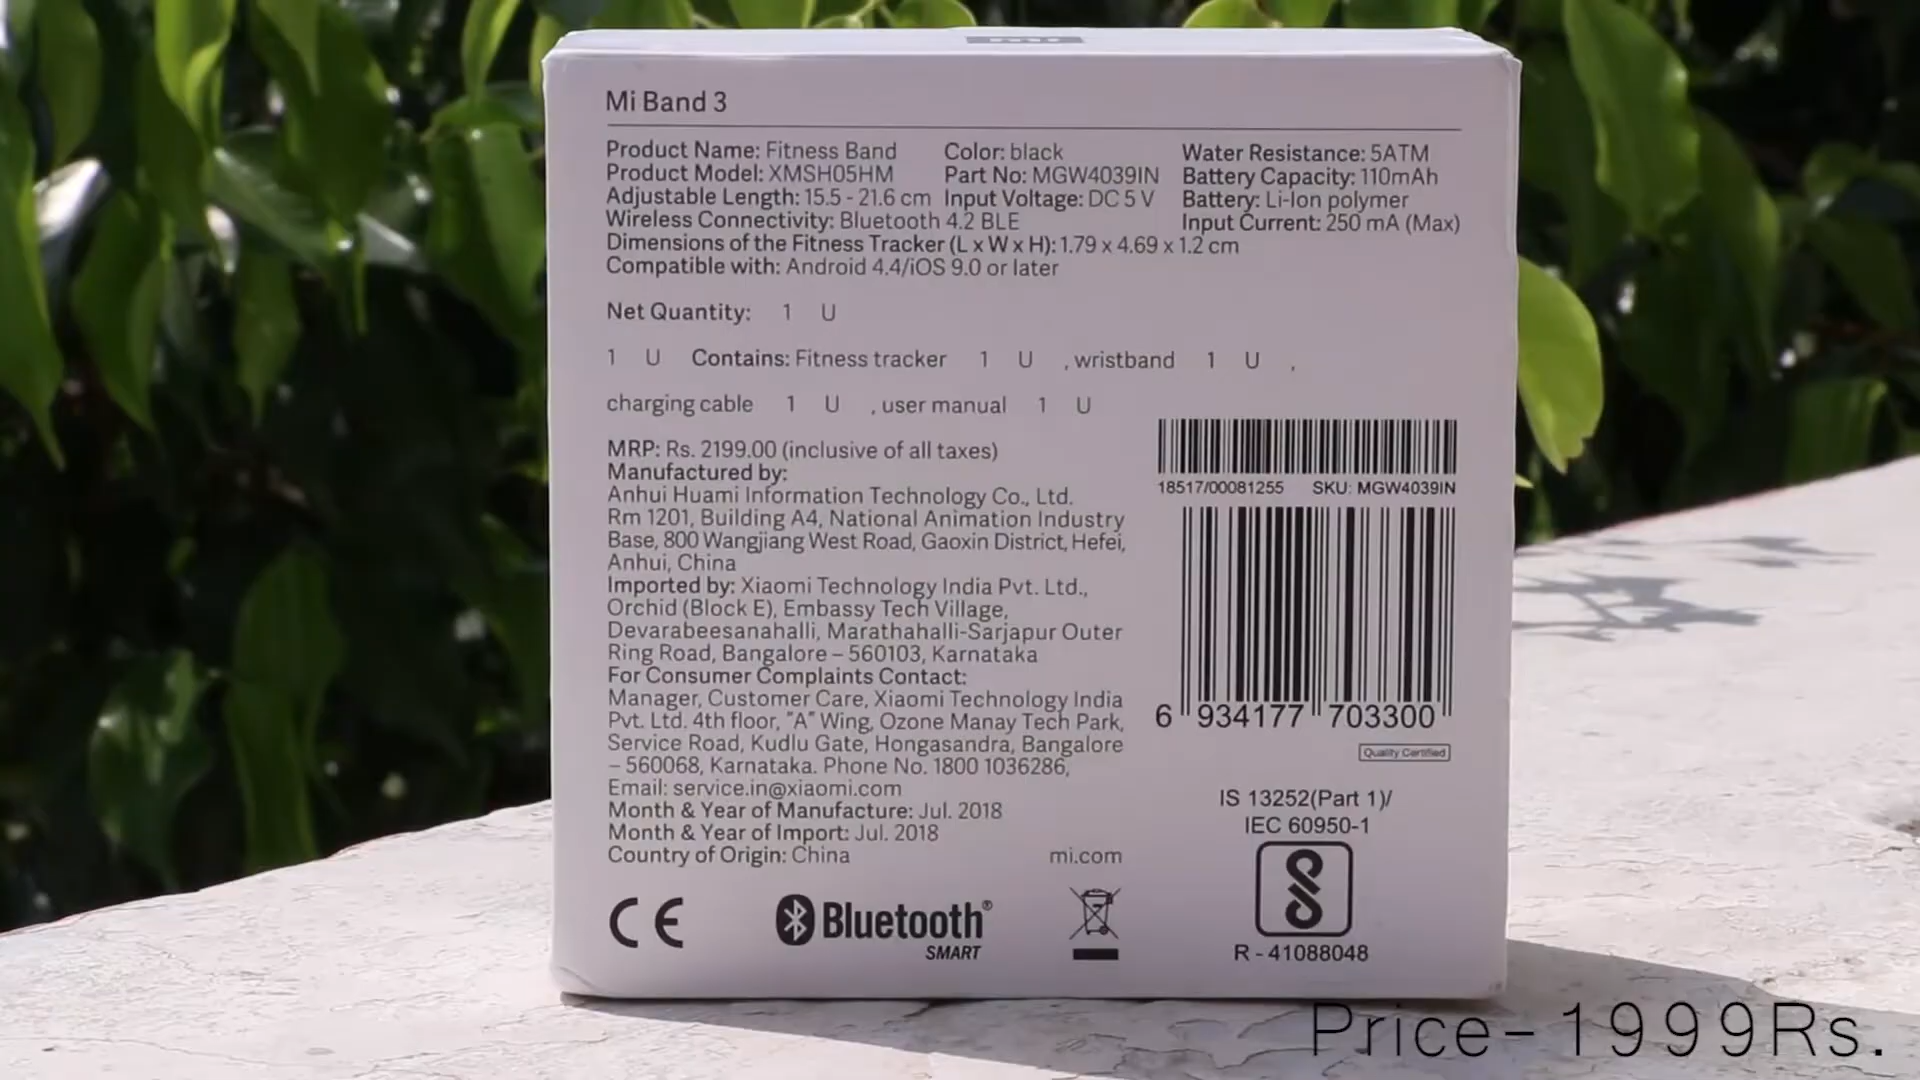 Mi Band 3
Product Name: Fitness Band
Product Model: XMSH05HM
Adjustable Length: 15.5 - 21.6 cm
Wireless Connectivity: Bluetooth 4.2 BLE
Dimensions of the Fitness Tracker (L x W x H): 1.79 x 4.69 x 1.2 cm
Compatible with: Android 4.4/iOS 9.0 or later
Color: black
Part No: MGW4039IN
Input Voltage: DC 5 V
Water Resistance: 5ATM
Battery Capacity: 110mAh
Battery: Li-Ion polymer
Input Current: 250 mA (Max)
Net Quantity: 1 U
1 U Contains: Fitness tracker 1 U , wristband 1 U ,
charging cable 1 U , user manual 1 U
MRP: Rs. 2199.00 (inclusive of all taxes)
Manufactured by:
Anhui Huami Information Technology Co., Ltd.
Rm 1201, Building A4, National Animation Industry
Base, 800 Wangjiang West Road, Gaoxin District, Hefei,
Anhui, China
Imported by: Xiaomi Technology India Pvt. Ltd.,
Orchid (Block E), Embassy Tech Village,
Devarabeesanahalli, Marathahalli-Sarjapur Outer
Ring Road, Bangalore – 560103, Karnataka
For Consumer Complaints Contact:
Manager, Customer Care, Xiaomi Technology India
Pvt. Ltd. 4th floor, "A" Wing, Ozone Manay Tech Park,
Service Road, Kudlu Gate, Hongasandra, Bangalore
– 560068, Karnataka. Phone No. 1800 1036286,
Email: service.in@xiaomi.com
Month & Year of Manufacture: Jul. 2018
Month & Year of Import: Jul. 2018
Country of Origin: China
mi.com
18517/00081255 SKU: MGW4039IN
6 934177 703300
Quality Certified
IS 13252(Part 1)/
IEC 60950-1
R - 41088048
CE
Bluetooth®
SMART
Price-1999Rs.